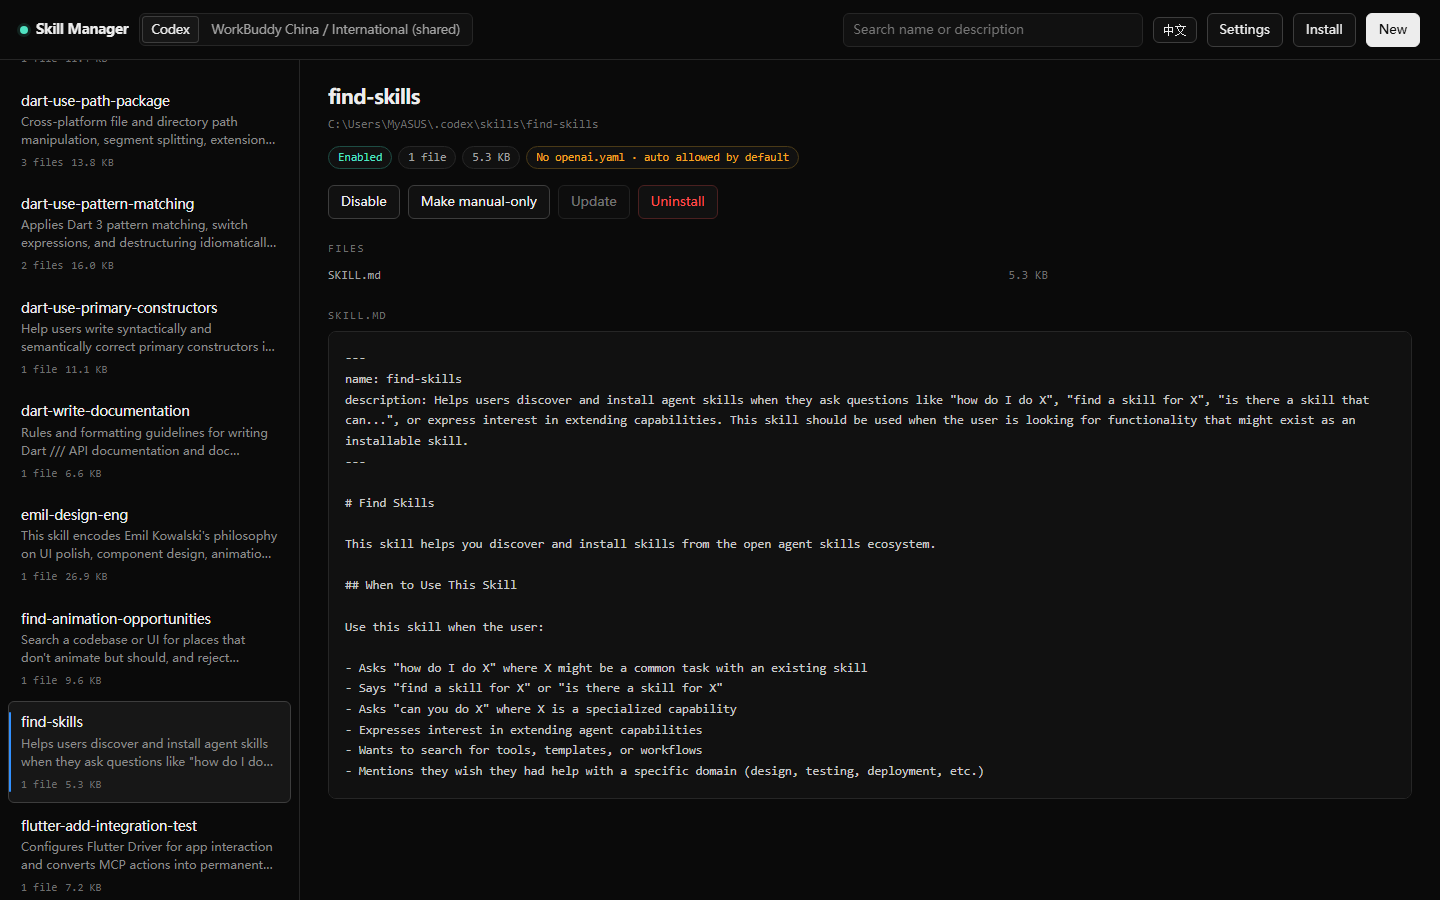 Skill Manager
Codex
WorkBuddy China / International (shared)
Search name or description
中文
Settings
Install
New
dart-use-path-package
Cross-platform file and directory path
manipulation, segment splitting, extension...
3 files 13.8 KB
dart-use-pattern-matching
Applies Dart 3 pattern matching, switch
expressions, and destructuring idiomaticall...
2 files 16.0 KB
dart-use-primary-constructors
Help users write syntactically and
semantically correct primary constructors i...
1 file 11.1 KB
dart-write-documentation
Rules and formatting guidelines for writing
Dart /// API documentation and doc...
1 file 6.6 KB
emil-design-eng
This skill encodes Emil Kowalski's philosophy
on UI polish, component design, animatio...
1 file 26.9 KB
find-animation-opportunities
Search a codebase or UI for places that
don't animate but should, and reject...
1 file 9.6 KB
find-skills
Helps users discover and install agent skills
when they ask questions like "how do I do...
1 file 5.3 KB
flutter-add-integration-test
Configures Flutter Driver for app interaction
and converts MCP actions into permanent...
1 file 7.2 KB
find-skills
C:\Users\MyASUS\.codex\skills\find-skills
Enabled
1 file
5.3 KB
No openai.yaml · auto allowed by default
Disable
Make manual-only
Update
Uninstall
FILES
SKILL.md 5.3 KB
SKILL.MD
---
name: find-skills
description: Helps users discover and install agent skills when they ask questions like "how do I do X", "find a skill for X", "is there a skill that
can...", or express interest in extending capabilities. This skill should be used when the user is looking for functionality that might exist as an
installable skill.
---
# Find Skills
This skill helps you discover and install skills from the open agent skills ecosystem.
## When to Use This Skill
Use this skill when the user:
- Asks "how do I do X" where X might be a common task with an existing skill
- Says "find a skill for X" or "is there a skill for X"
- Asks "can you do X" where X is a specialized capability
- Expresses interest in extending agent capabilities
- Wants to search for tools, templates, or workflows
- Mentions they wish they had help with a specific domain (design, testing, deployment, etc.)